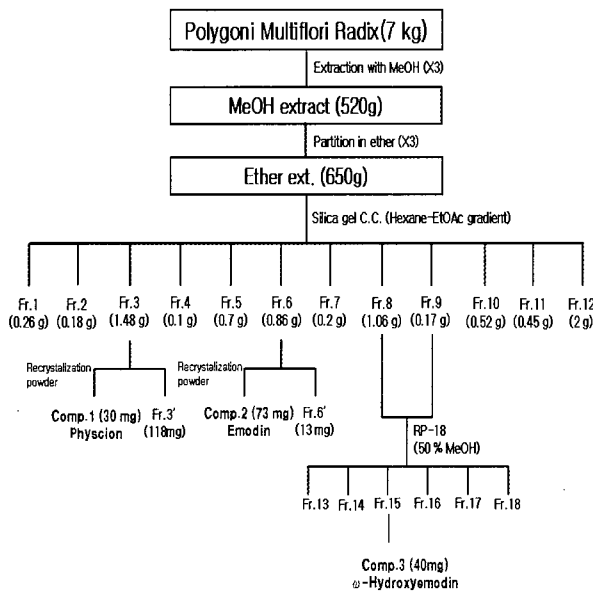 Polygoni Multiflori Radix(7 kg)
Extraction with MeOH (X3)
MeOH extract (520g)
Partition in ether (X3)
Ether ext. (650g)
Silica gel C.C. (Hexane-EtOAc gradient)
Fr.1 Fr.2 Fr.3 Fr.4 Fr.5 Fr.6 Fr.7 Fr.8 Fr.9 Fr.10 Fr.11 Fr.12
(0.26 g) (0.18 g) (1.48 g) (0.1 g) (0.7 g) (0.86 g) (0.2 g) (1.06 g) (0.17 g) (0.52 g) (0.45 g) (2 g)
Recrystalization Recrystalization
powder powder
Comp.1 (30 mg) Fr.3' Comp.2 (73 mg) Fr.6'
Physcion (118mg) Emodin (13mg)
RP-18
(50 % MeOH)
Fr.13 Fr.14 Fr.15 Fr.16 Fr.17 Fr.18
Comp.3 (40mg)
ω-Hydroxyemodin